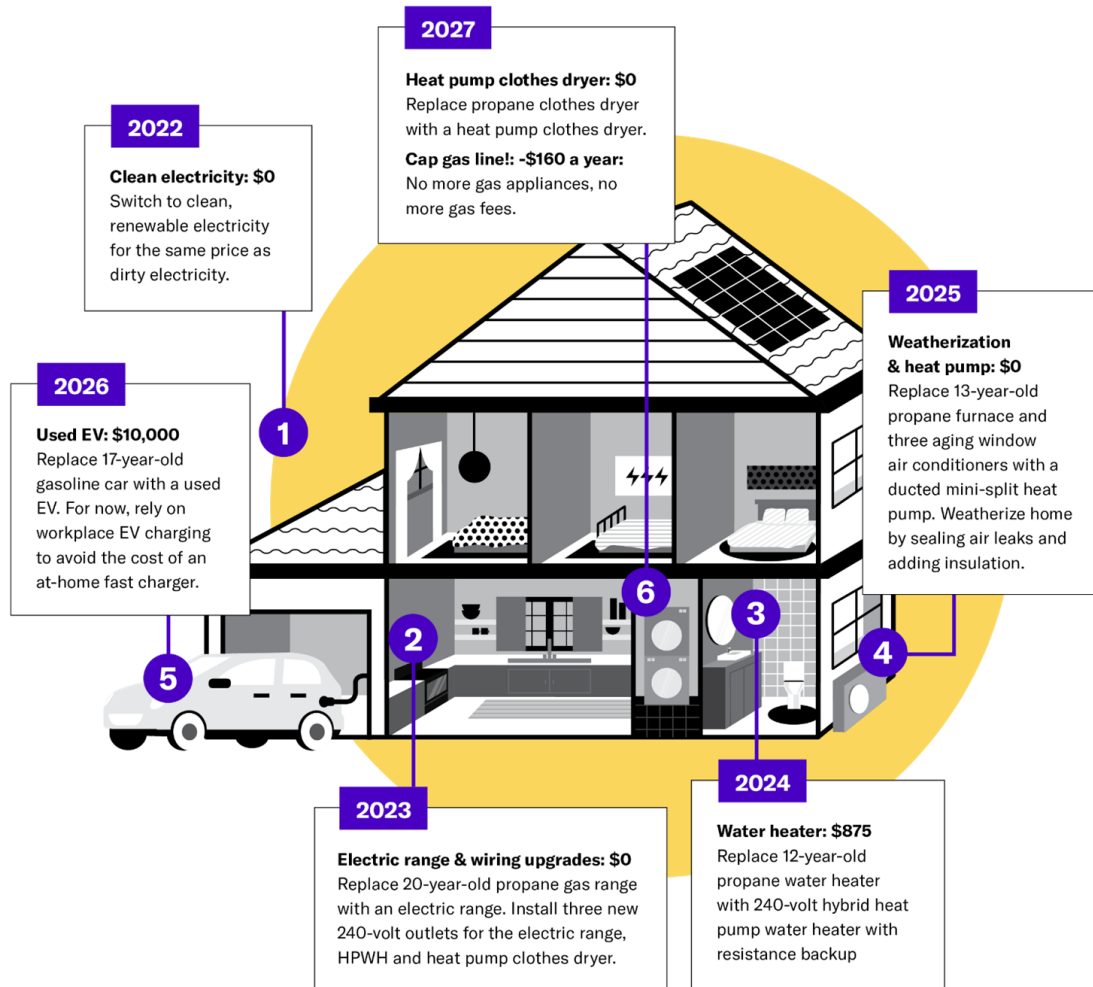 2022
Clean electricity: $0
Switch to clean,
renewable electricity
for the same price as
dirty electricity.
1
2023
Electric range & wiring upgrades: $0
Replace 20-year-old propane gas range
with an electric range. Install three new
240-volt outlets for the electric range,
HPWH and heat pump clothes dryer.
2
2024
Water heater: $875
Replace 12-year-old
propane water heater
with 240-volt hybrid heat
pump water heater with
resistance backup
3
2025
Weatherization
& heat pump: $0
Replace 13-year-old
propane furnace and
three aging window
air conditioners with a
ducted mini-split heat
pump. Weatherize home
by sealing air leaks and
adding insulation.
4
2026
Used EV: $10,000
Replace 17-year-old
gasoline car with a used
EV. For now, rely on
workplace EV charging
to avoid the cost of an
at-home fast charger.
5
2027
Heat pump clothes dryer: $0
Replace propane clothes dryer
with a heat pump clothes dryer.
Cap gas line!: -$160 a year:
No more gas appliances, no
more gas fees.
6